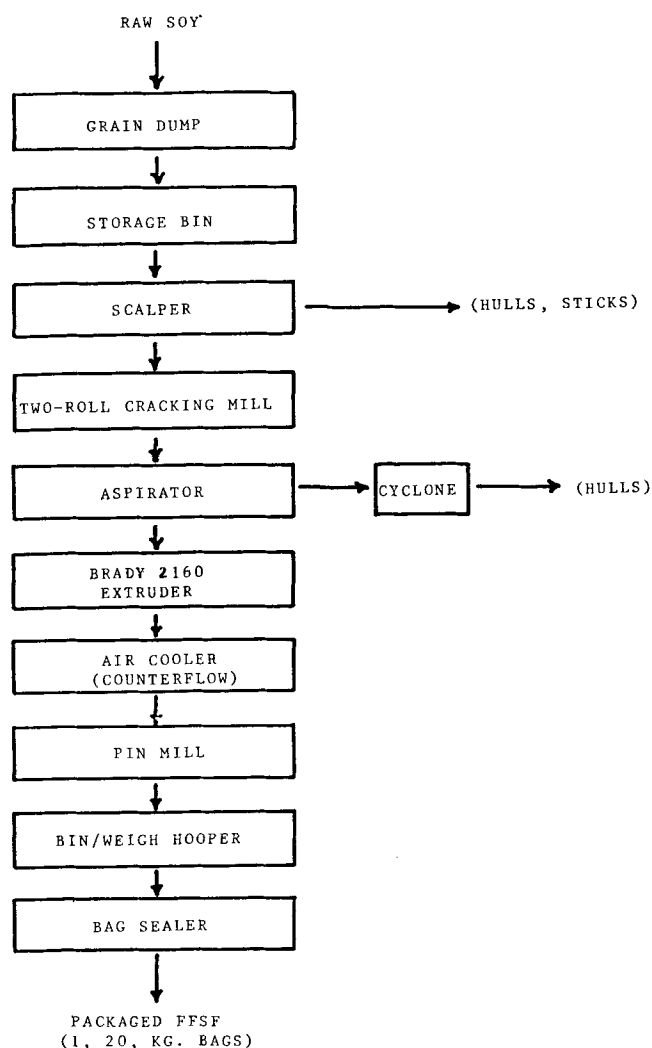 RAW SOY
GRAIN DUMP
STORAGE BIN
SCALPER
(HULLS, STICKS)
TWO-ROLL CRACKING MILL
ASPIRATOR
CYCLONE
(HULLS)
BRADY 2160
EXTRUDER
AIR COOLER
(COUNTERFLOW)
PIN MILL
BIN/WEIGH HOOPER
BAG SEALER
PACKAGED FFSF
(1, 20, KG. BAGS)